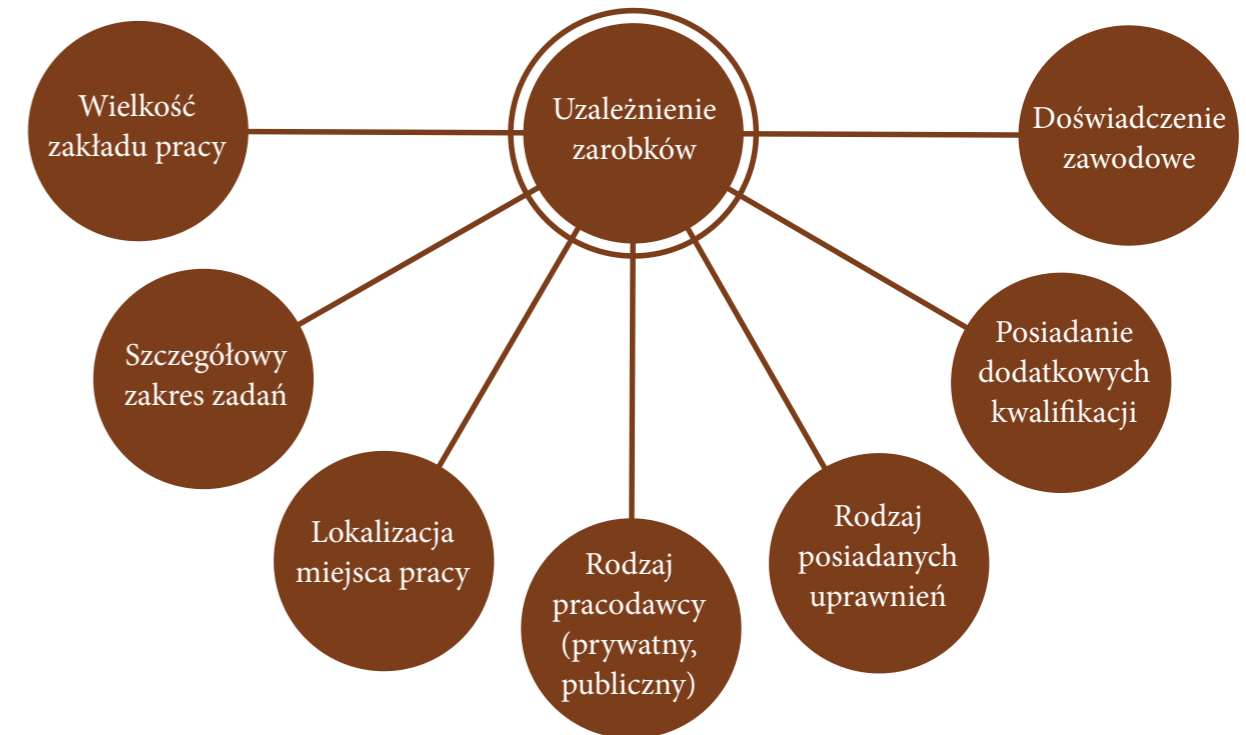 Uzależnienie
zarobków
Wielkość
zakładu pracy
Szczegółowy
zakres zadań
Lokalizacja
miejsca pracy
Rodzaj
pracodawcy
(prywatny,
publiczny)
Rodzaj
posiadanych
uprawnień
Posiadanie
dodatkowych
kwalifikacji
Doświadczenie
zawodowe